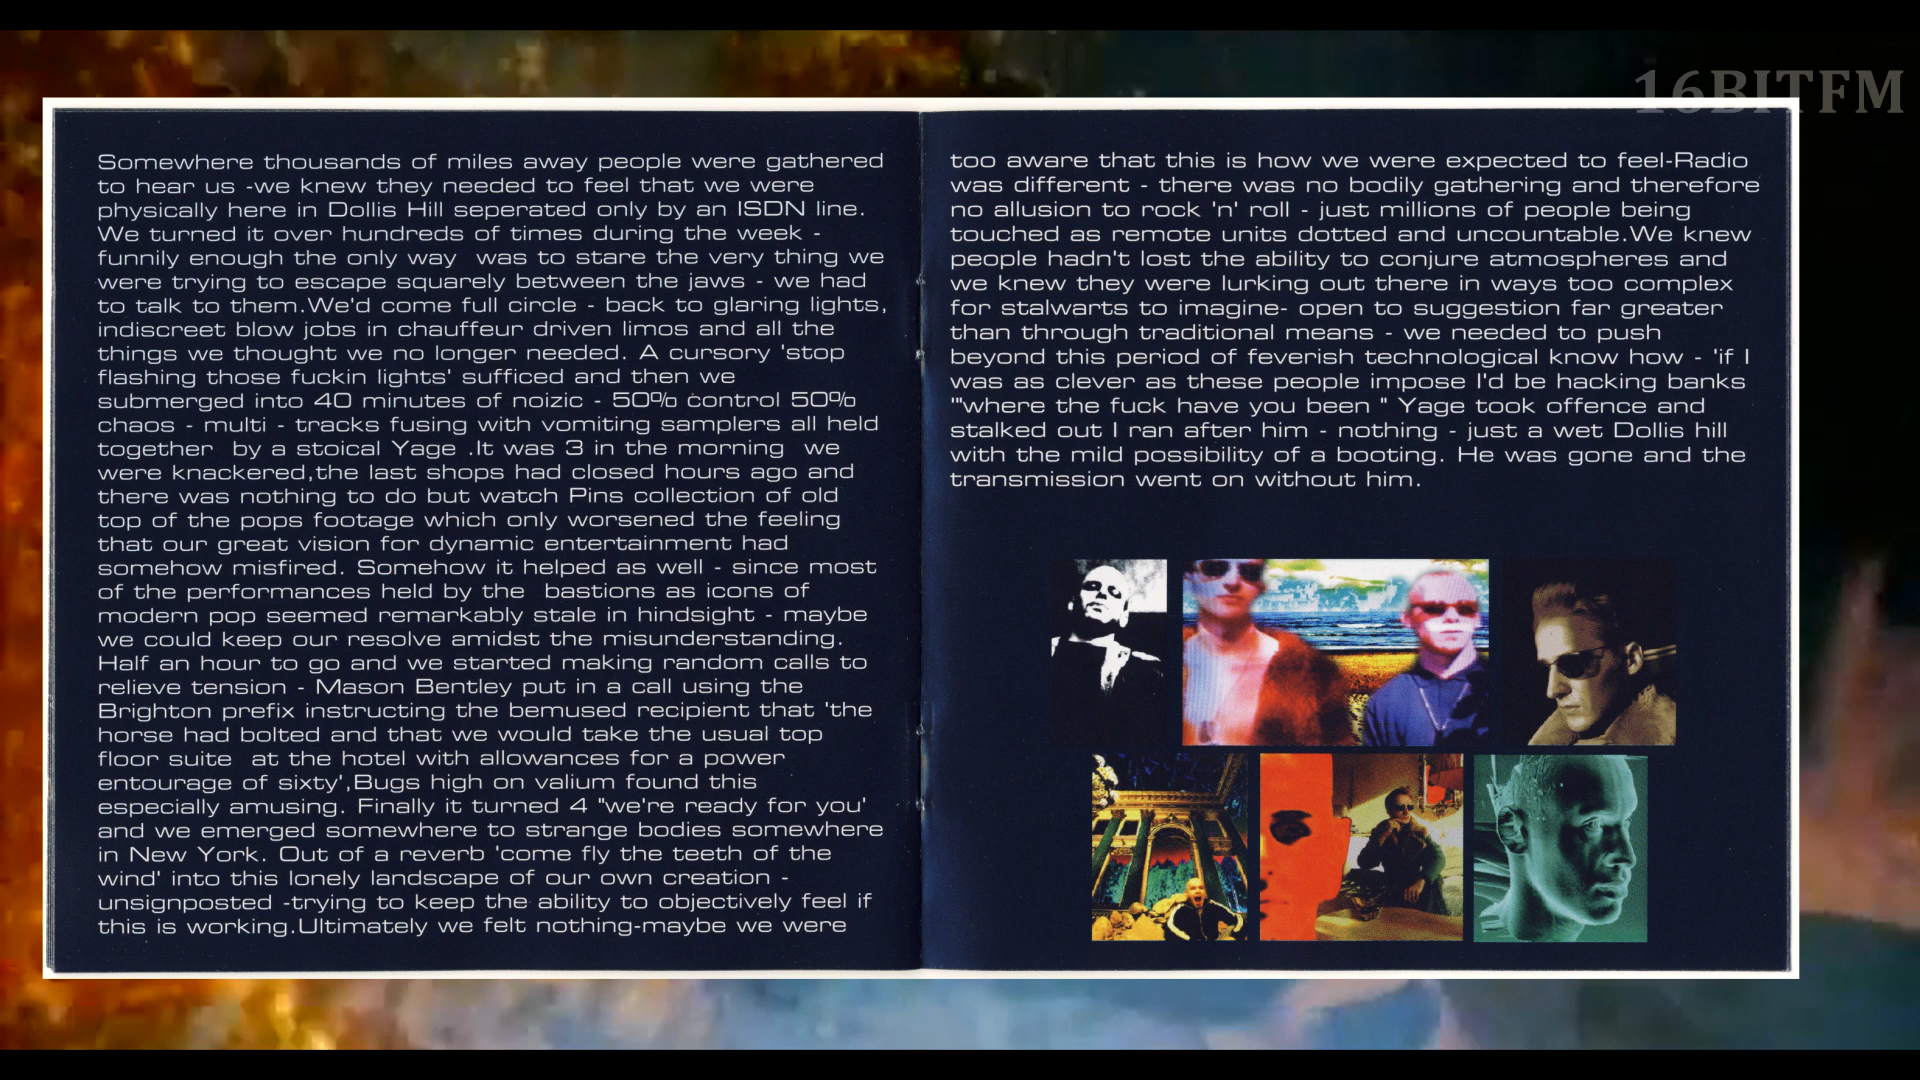 16BITFM
Somewhere thousands of miles away people were gathered
to hear us -we knew they needed to feel that we were
physically here in Dollis Hill seperated only by an ISDN line.
We turned it over hundreds of times during the week -
funnily enough the only way  was to stare the very thing we
were trying to escape squarely between the jaws - we had
to talk to them.We'd come full circle - back to glaring lights,
indiscreet blow jobs in chauffeur driven limos and all the
things we thought we no longer needed. A cursory 'stop
flashing those fuckin lights' sufficed and then we
submerged into 40 minutes of noizic - 50% control 50%
chaos - multi - tracks fusing with vomiting samplers all held
together  by a stoical Yage .It was 3 in the morning  we
were knackered,the last shops had closed hours ago and
there was nothing to do but watch Pins collection of old
top of the pops footage which only worsened the feeling
that our great vision for dynamic entertainment had
somehow misfired. Somehow it helped as well - since most
of the performances held by the  bastions as icons of
modern pop seemed remarkably stale in hindsight - maybe
we could keep our resolve amidst the misunderstanding.
Half an hour to go and we started making random calls to
relieve tension - Mason Bentley put in a call using the
Brighton prefix instructing the bemused recipient that 'the
horse had bolted and that we would take the usual top
floor suite  at the hotel with allowances for a power
entourage of sixty',Bugs high on valium found this
especially amusing. Finally it turned 4 "we're ready for you'
and we emerged somewhere to strange bodies somewhere
in New York. Out of a reverb 'come fly the teeth of the
wind' into this lonely landscape of our own creation -
unsignposted -trying to keep the ability to objectively feel if
this is working.Ultimately we felt nothing-maybe we were
too aware that this is how we were expected to feel-Radio
was different - there was no bodily gathering and therefore
no allusion to rock 'n' roll - just millions of people being
touched as remote units dotted and uncountable.We knew
people hadn't lost the ability to conjure atmospheres and
we knew they were lurking out there in ways too complex
for stalwarts to imagine- open to suggestion far greater
than through traditional means - we needed to push
beyond this period of feverish technological know how - 'if I
was as clever as these people impose I'd be hacking banks
'"where the fuck have you been " Yage took offence and
stalked out I ran after him - nothing - just a wet Dollis hill
with the mild possibility of a booting. He was gone and the
transmission went on without him.